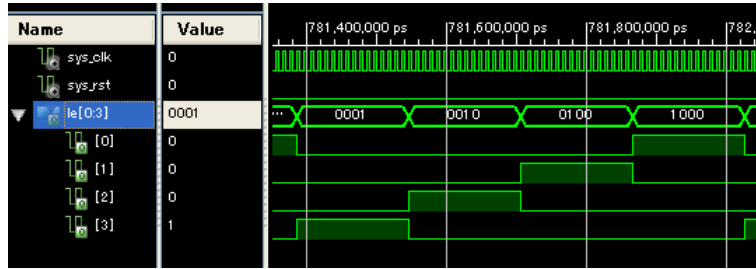 Name Value 781,400,000 ps 781,600,000 ps 781,800,000 ps 782,
sys_clk 0
sys_rst 0
le[0:3] 0001 ... 0001 0010 0100 1000
[0] 0
[1] 0
[2] 0
[3] 1